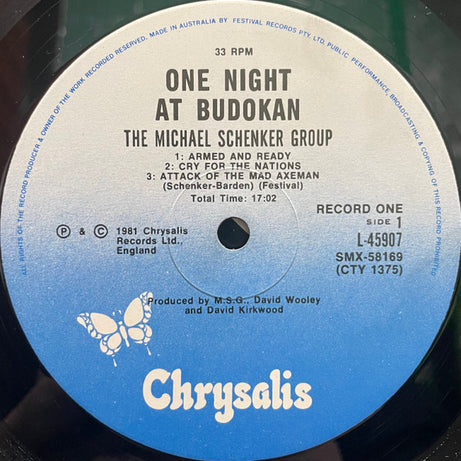 ALL RIGHTS OF THE RECORD PRODUCER & OWNER OF THE WORK RECORDED RESERVED. MADE IN AUSTRALIA BY FESTIVAL RECORDS PTY. LTD. PUBLIC PERFORMANCE, BROADCASTING & COPYING OF THIS RECORD PROHIBITED
33 RPM
ONE NIGHT
AT BUDOKAN
THE MICHAEL SCHENKER GROUP
1: ARMED AND READY
2: CRY FOR THE NATIONS
3: ATTACK OF THE MAD AXEMAN
(Schenker-Barden) (Festival)
Total Time: 17:02
℗ & © 1981 Chrysalis
Records Ltd.,
England
RECORD ONE
SIDE 1
L-45907
SMX-58169
(CTY 1375)
Produced by M.S.G., David Wooley
and David Kirkwood
Chrysalis